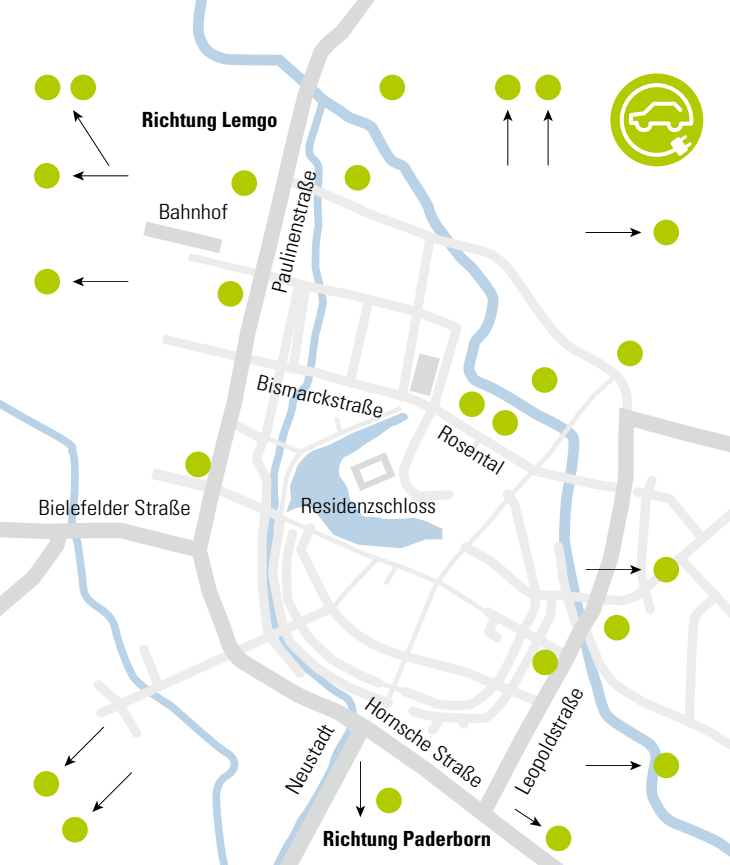 Richtung Lemgo
Bahnhof
Paulinenstraße
Bismarckstraße
Rosental
Bielefelder Straße
Residenzschloss
Hornsche Straße
Leopoldstraße
Neustadt
Richtung Paderborn